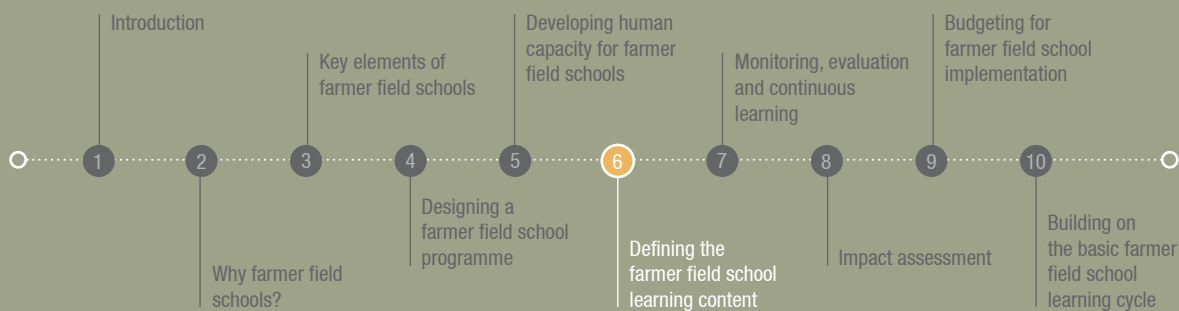 Introduction
Key elements of
farmer field schools
Developing human
capacity for farmer
field schools
Monitoring, evaluation
and continuous
learning
Budgeting for
farmer field school
implementation
1
2
3
4
5
6
7
8
9
10
Why farmer field
schools?
Designing a
farmer field school
programme
Defining the
farmer field school
learning content
Impact assessment
Building on
the basic farmer
field school
learning cycle